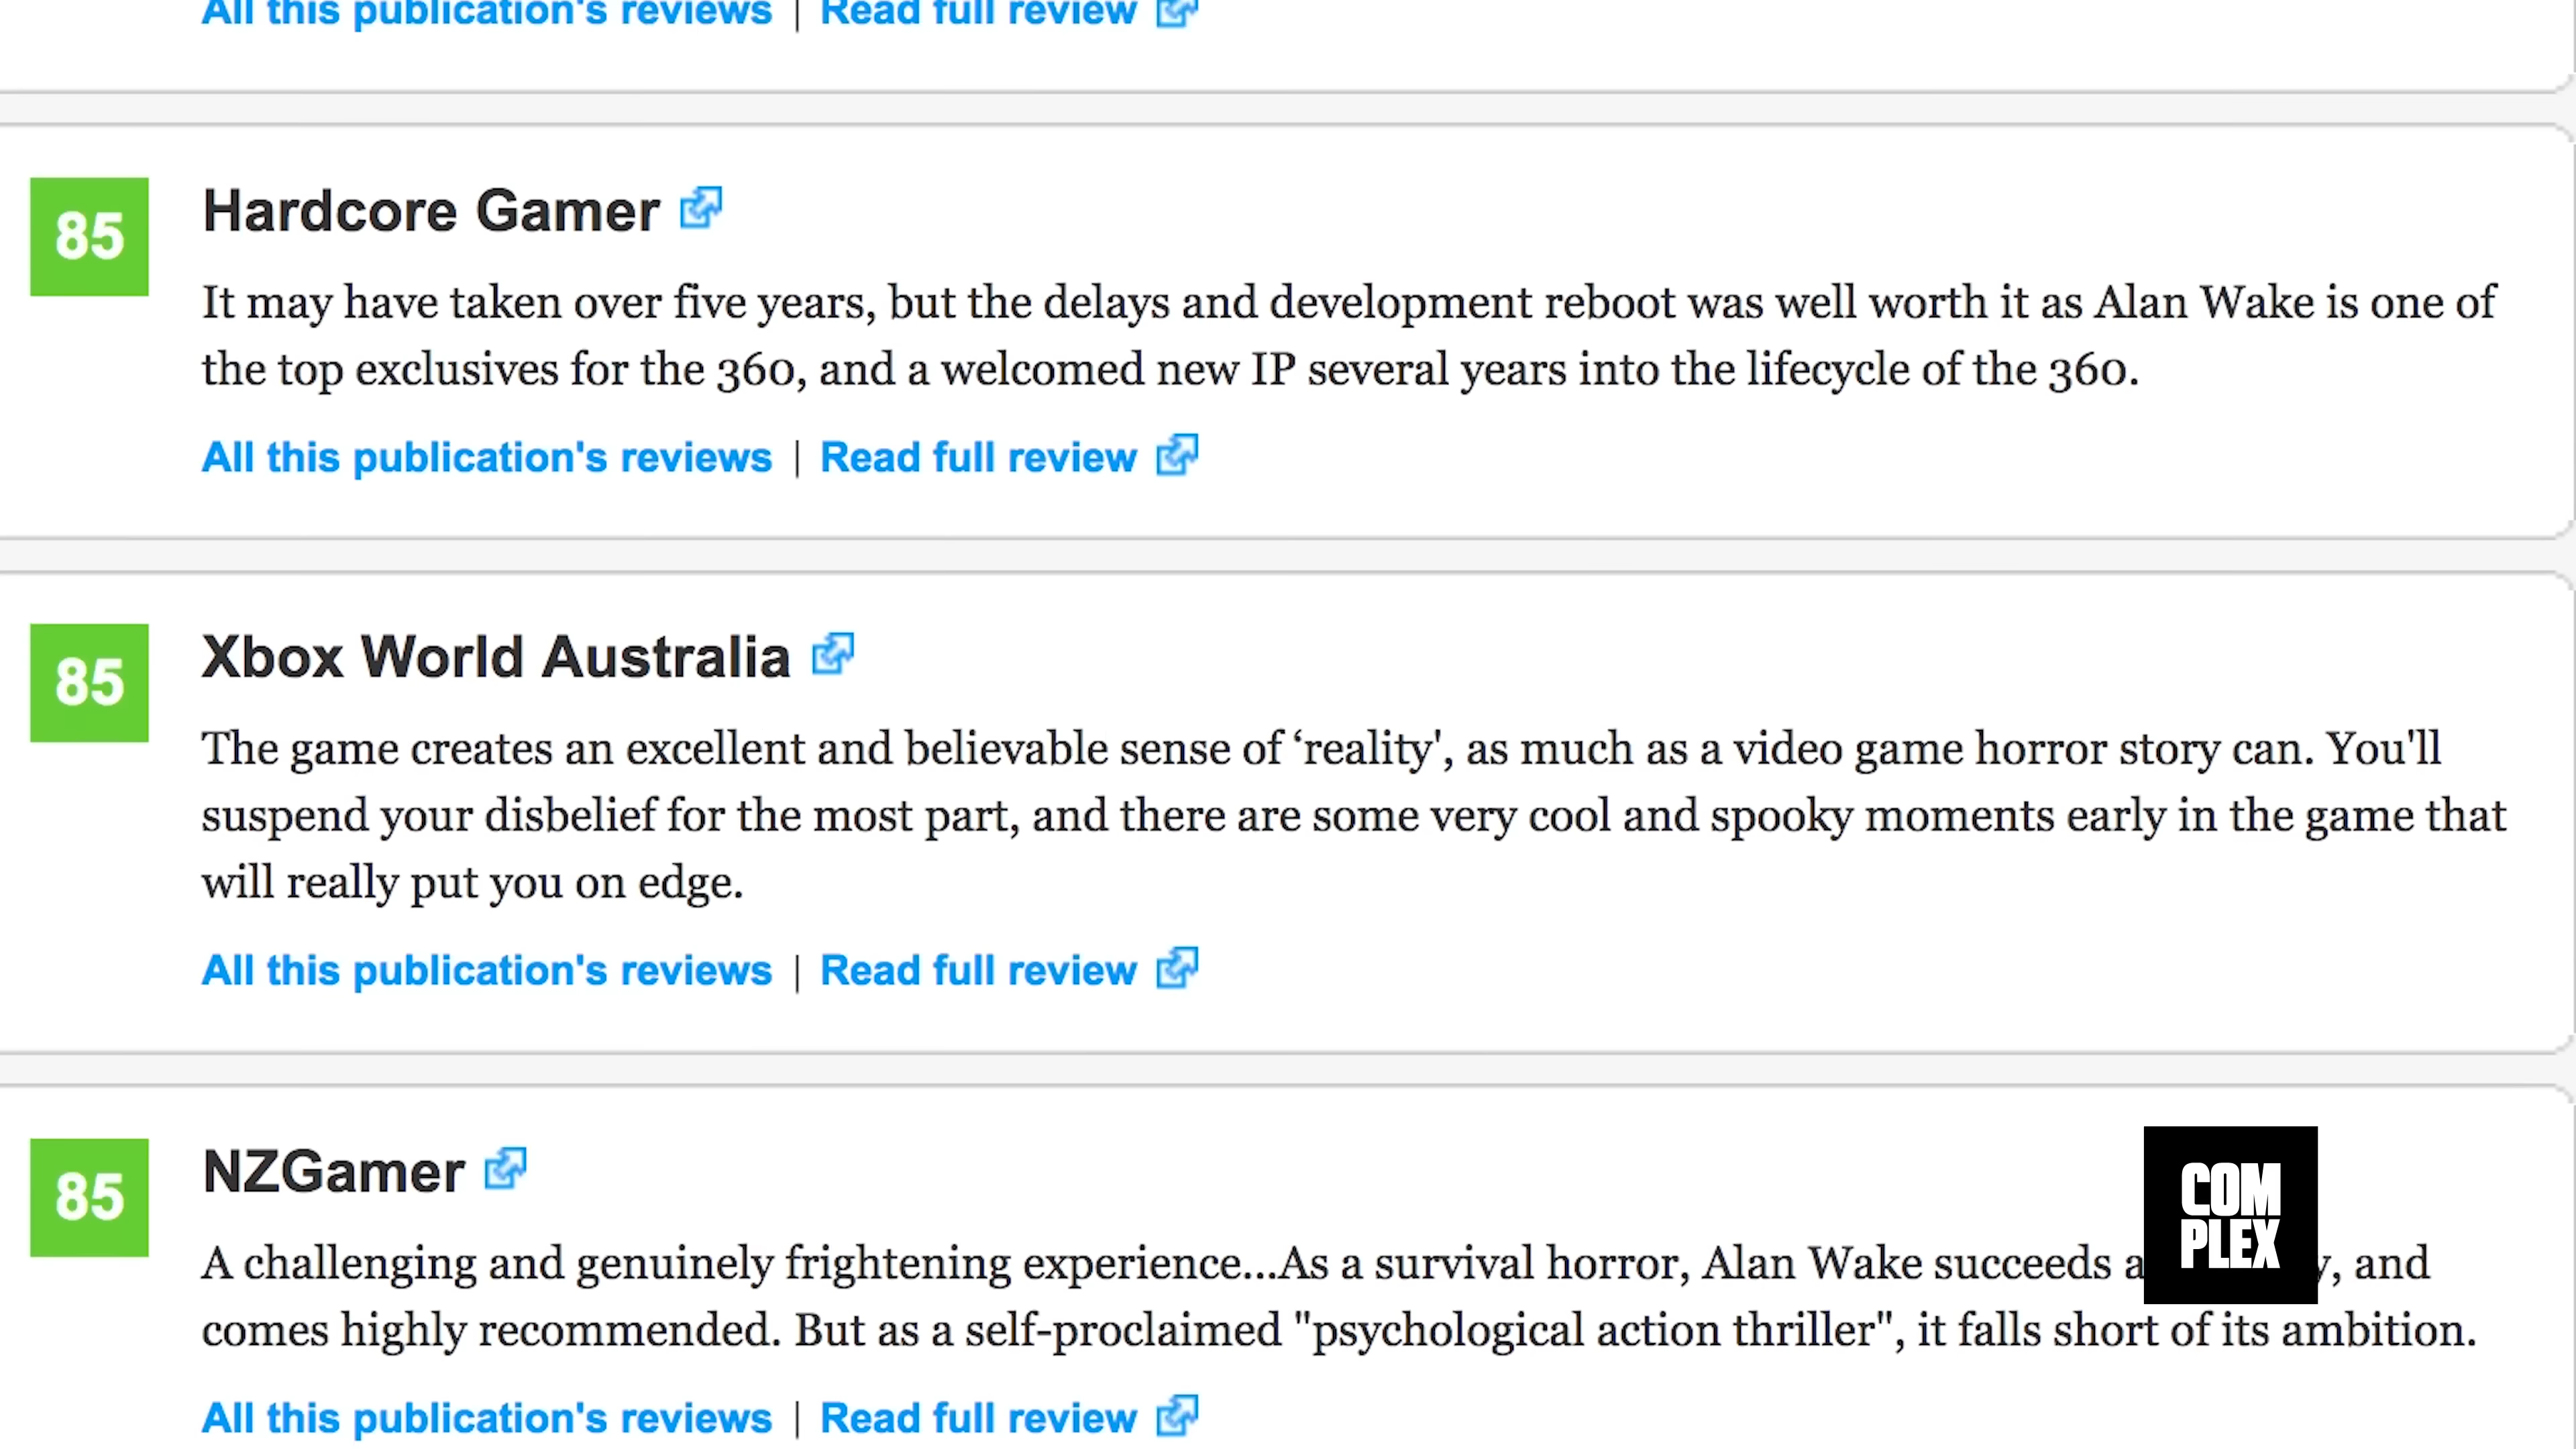 All this publication's reviews | Read full review
85
Hardcore Gamer
It may have taken over five years, but the delays and development reboot was well worth it as Alan Wake is one of
the top exclusives for the 360, and a welcomed new IP several years into the lifecycle of the 360.
All this publication's reviews | Read full review
85
Xbox World Australia
The game creates an excellent and believable sense of ‘reality', as much as a video game horror story can. You'll
suspend your disbelief for the most part, and there are some very cool and spooky moments early in the game that
will really put you on edge.
All this publication's reviews | Read full review
85
NZGamer
A challenging and genuinely frightening experience...As a survival horror, Alan Wake succeeds and
comes highly recommended. But as a self-proclaimed "psychological action thriller", it falls short of its ambition.
All this publication's reviews | Read full review
COM
PLEX